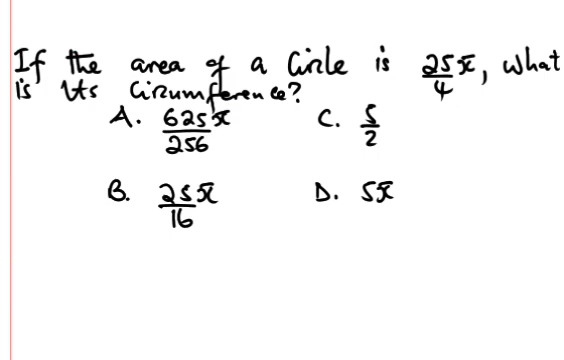 If the area of a Circle is 25π/4, what
is its Circumference?
A. 625π/256 C. 5/2
B. 25π/16 D. 5π